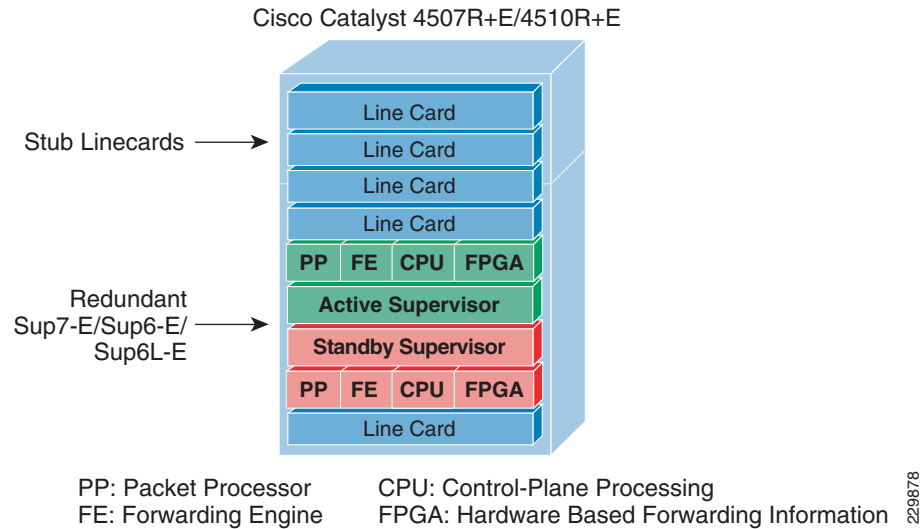 Cisco Catalyst 4507R+E/4510R+E
Line Card
Stub Linecards
Line Card
Line Card
Line Card
PP FE CPU FPGA
Redundant
Sup7-E/Sup6-E/
Sup6L-E
Active Supervisor
Standby Supervisor
PP FE CPU FPGA
Line Card
PP: Packet Processor CPU: Control-Plane Processing
FE: Forwarding Engine FPGA: Hardware Based Forwarding Information
229878